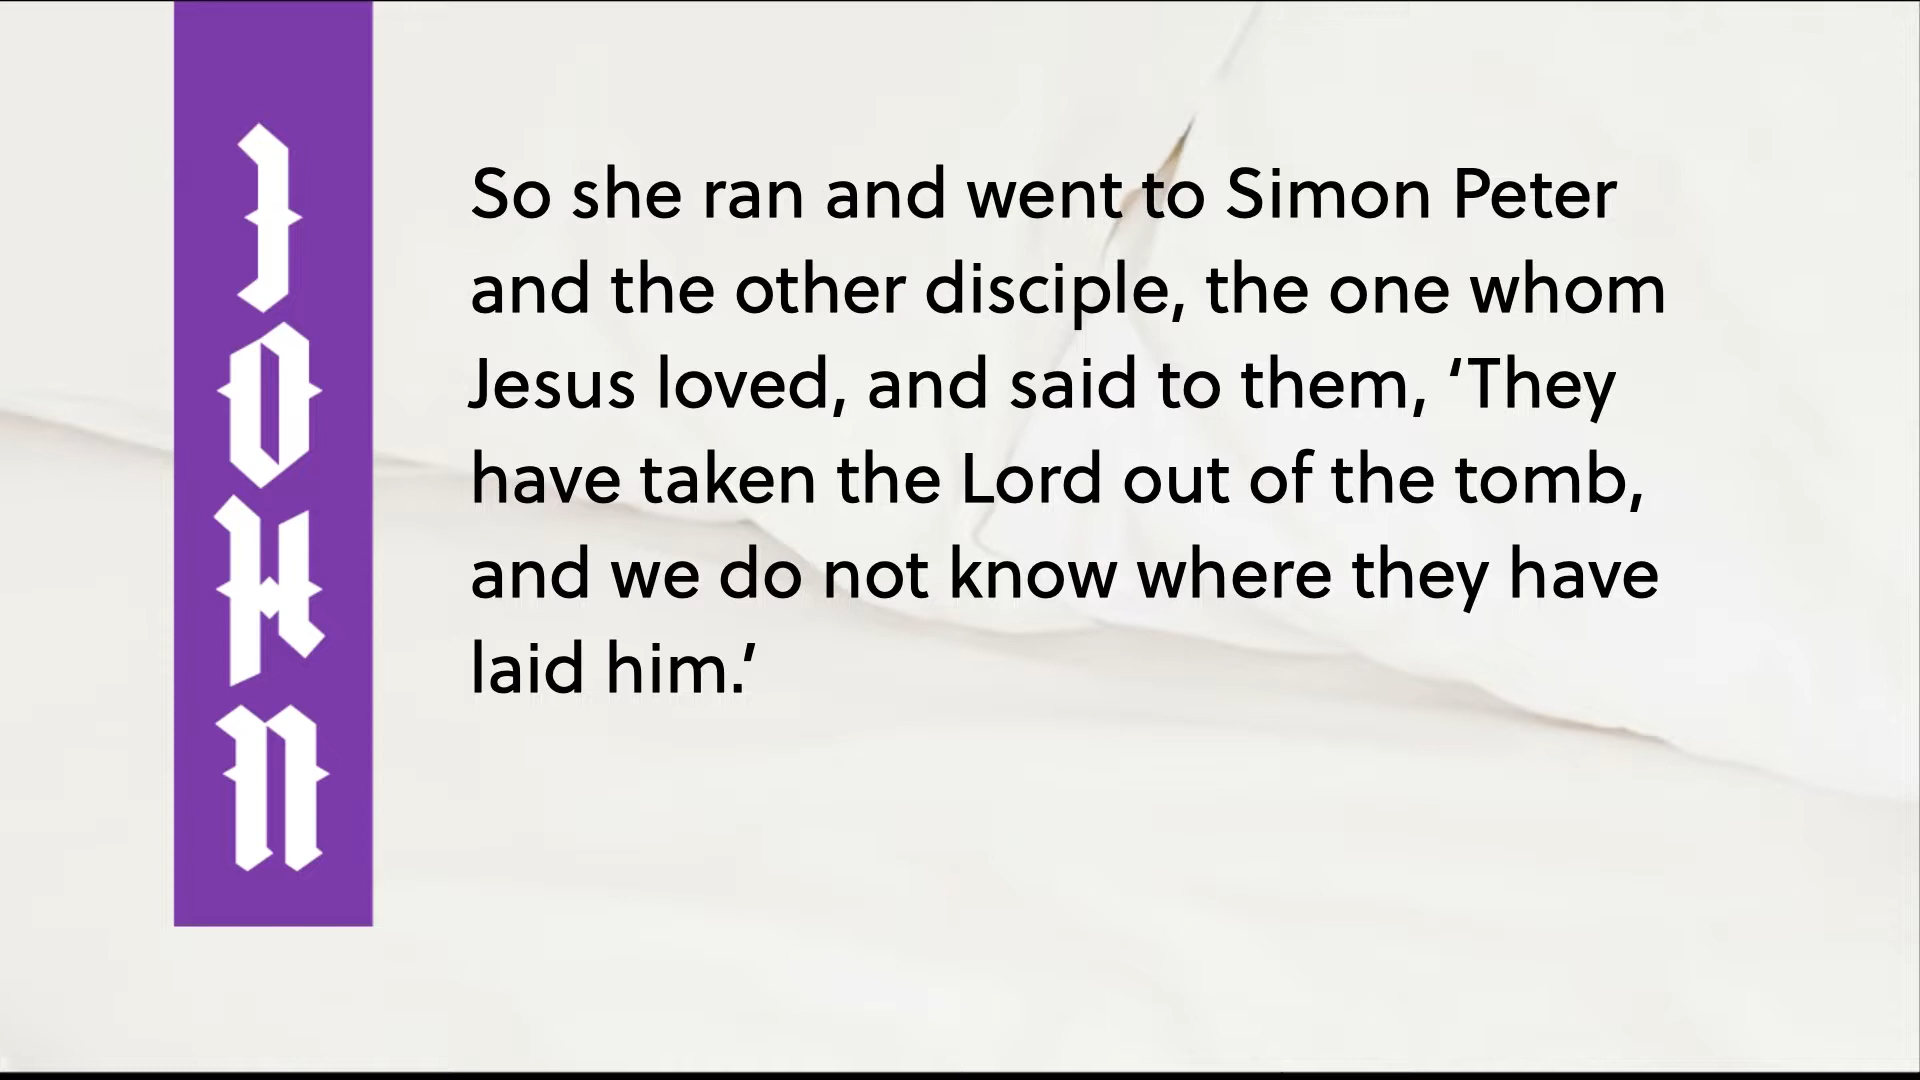 JOHN
So she ran and went to Simon Peter
and the other disciple, the one whom
Jesus loved, and said to them, ‘They
have taken the Lord out of the tomb,
and we do not know where they have
laid him.’